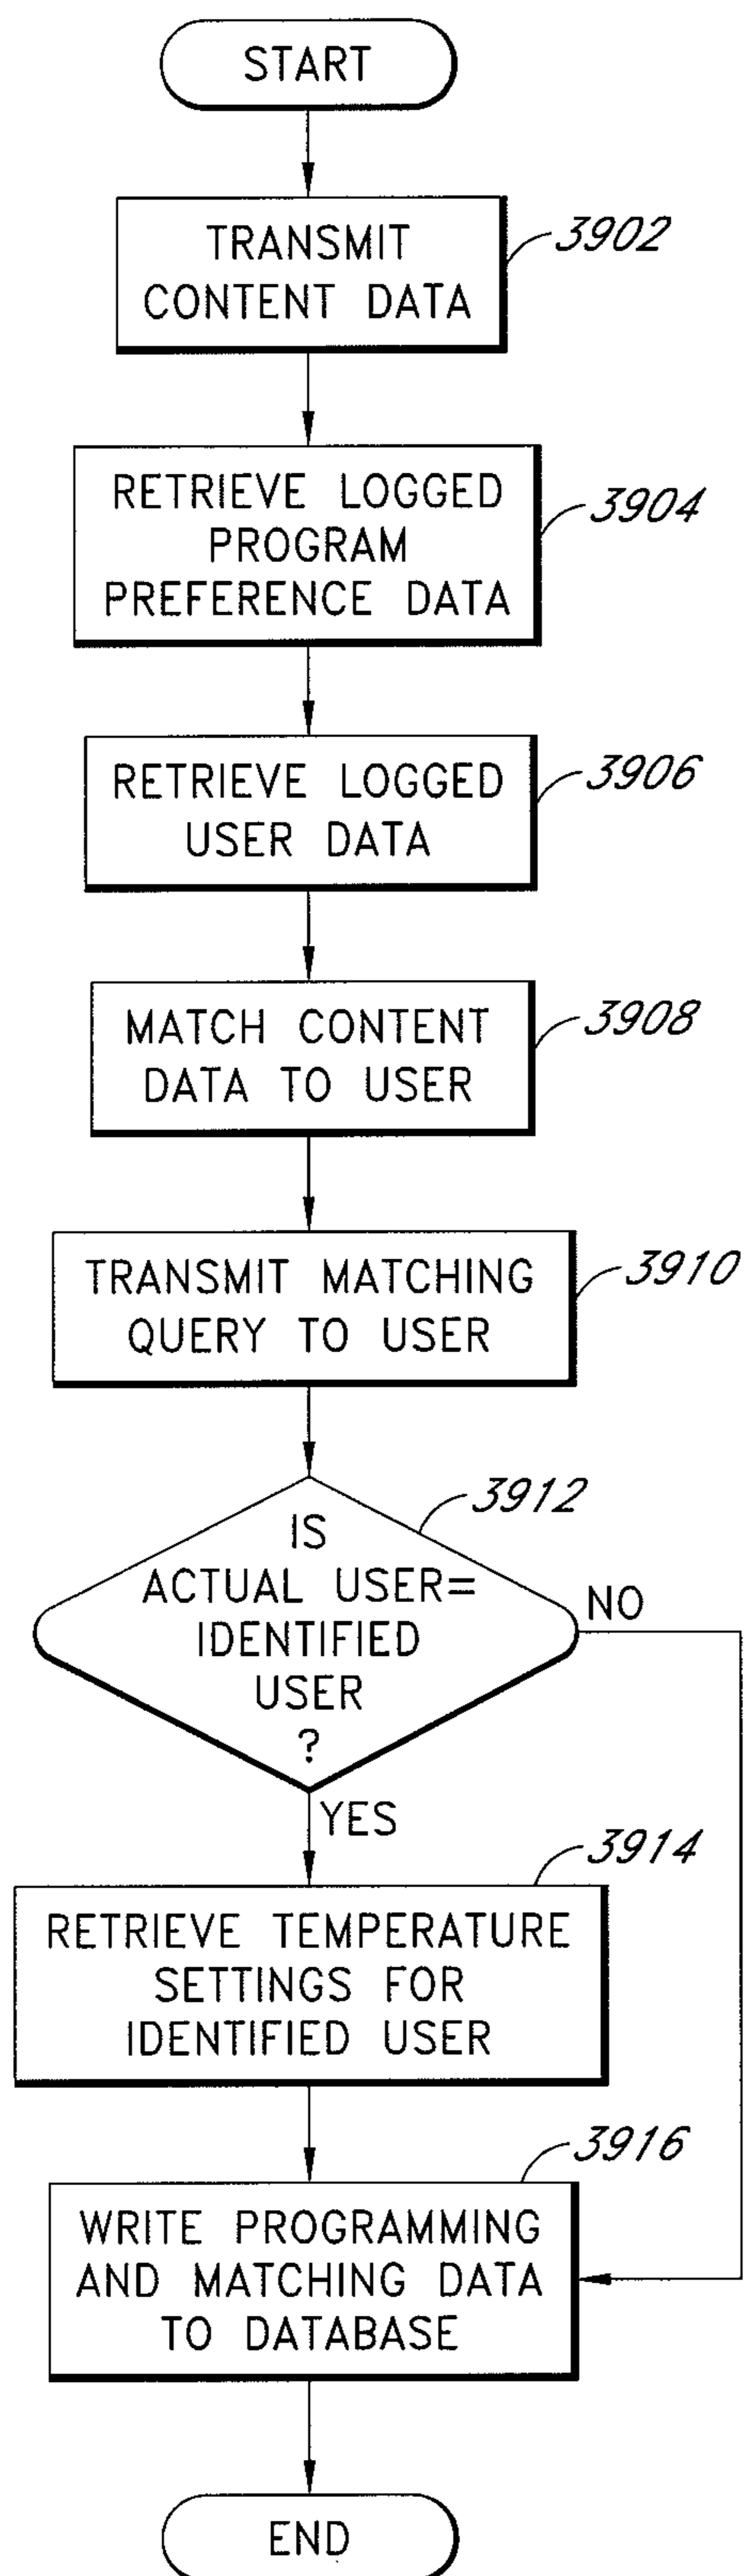 START
TRANSMIT
CONTENT DATA
3902
RETRIEVE LOGGED
PROGRAM
PREFERENCE DATA
3904
RETRIEVE LOGGED
USER DATA
3906
MATCH CONTENT
DATA TO USER
3908
TRANSMIT MATCHING
QUERY TO USER
3910
IS
ACTUAL USER=
IDENTIFIED
USER
?
3912
NO
YES
RETRIEVE TEMPERATURE
SETTINGS FOR
IDENTIFIED USER
3914
WRITE PROGRAMMING
AND MATCHING DATA
TO DATABASE
3916
END